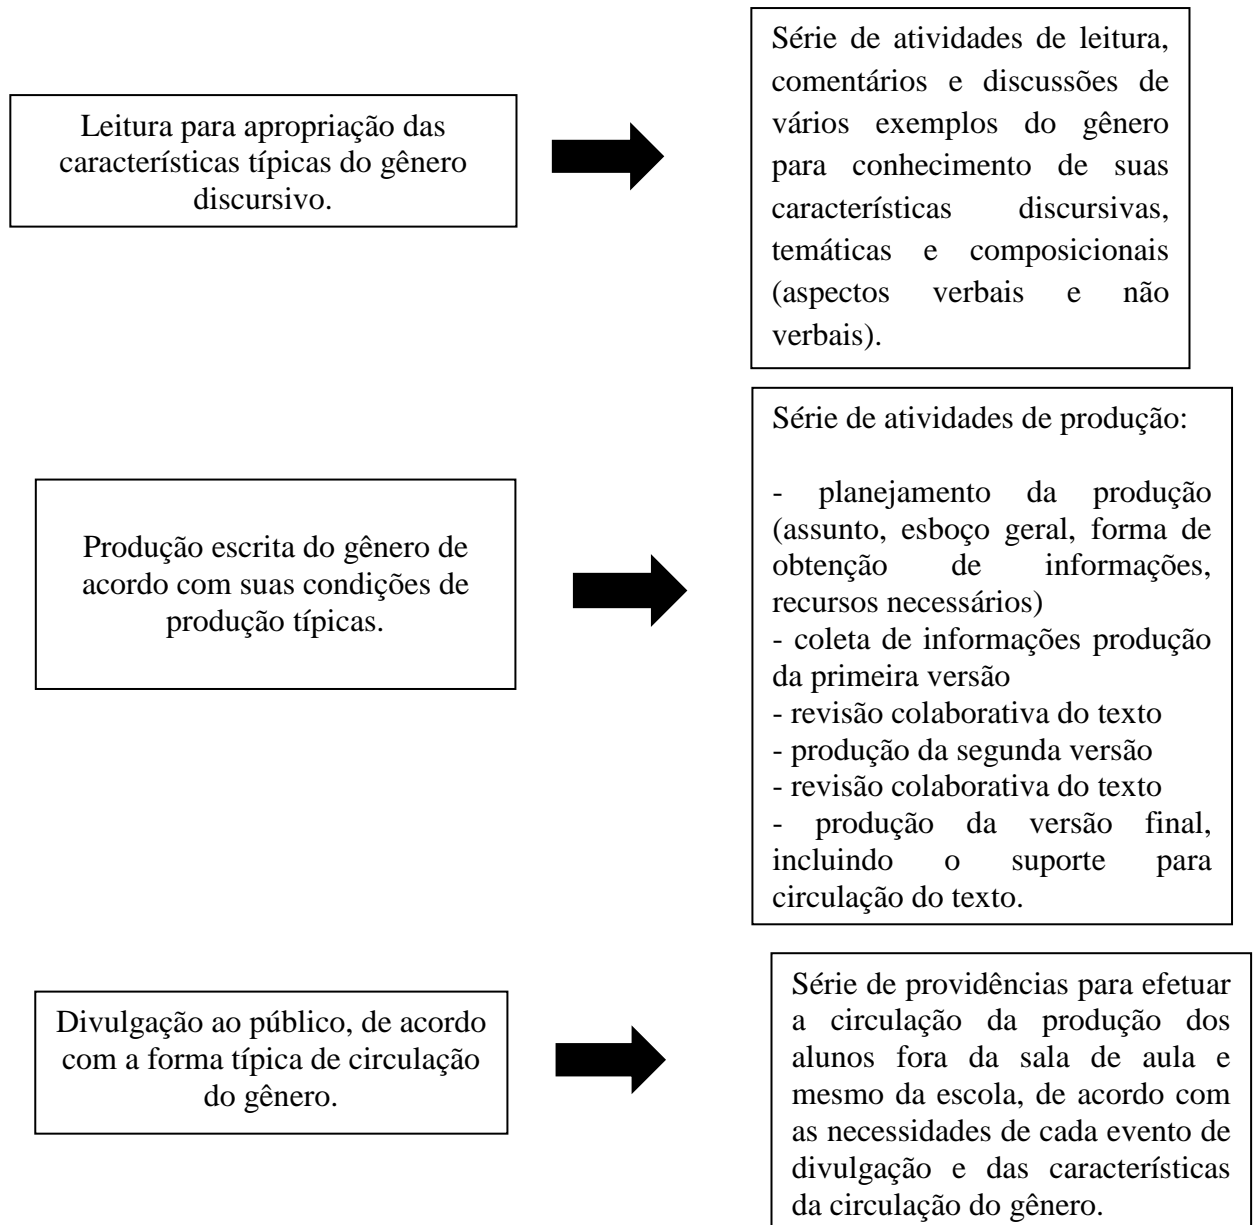 Leitura para apropriação das
características típicas do gênero
discursivo.
Série de atividades de leitura,
comentários e discussões de
vários exemplos do gênero
para conhecimento de suas
características discursivas,
temáticas e composicionais
(aspectos verbais e não
verbais).
Produção escrita do gênero de
acordo com suas condições de
produção típicas.
Série de atividades de produção:
- planejamento da produção
(assunto, esboço geral, forma de
obtenção de informações,
recursos necessários)
- coleta de informações produção
da primeira versão
- revisão colaborativa do texto
- produção da segunda versão
- revisão colaborativa do texto
- produção da versão final,
incluindo o suporte para
circulação do texto.
Divulgação ao público, de acordo
com a forma típica de circulação
do gênero.
Série de providências para efetuar
a circulação da produção dos
alunos fora da sala de aula e
mesmo da escola, de acordo com
as necessidades de cada evento de
divulgação e das características
da circulação do gênero.